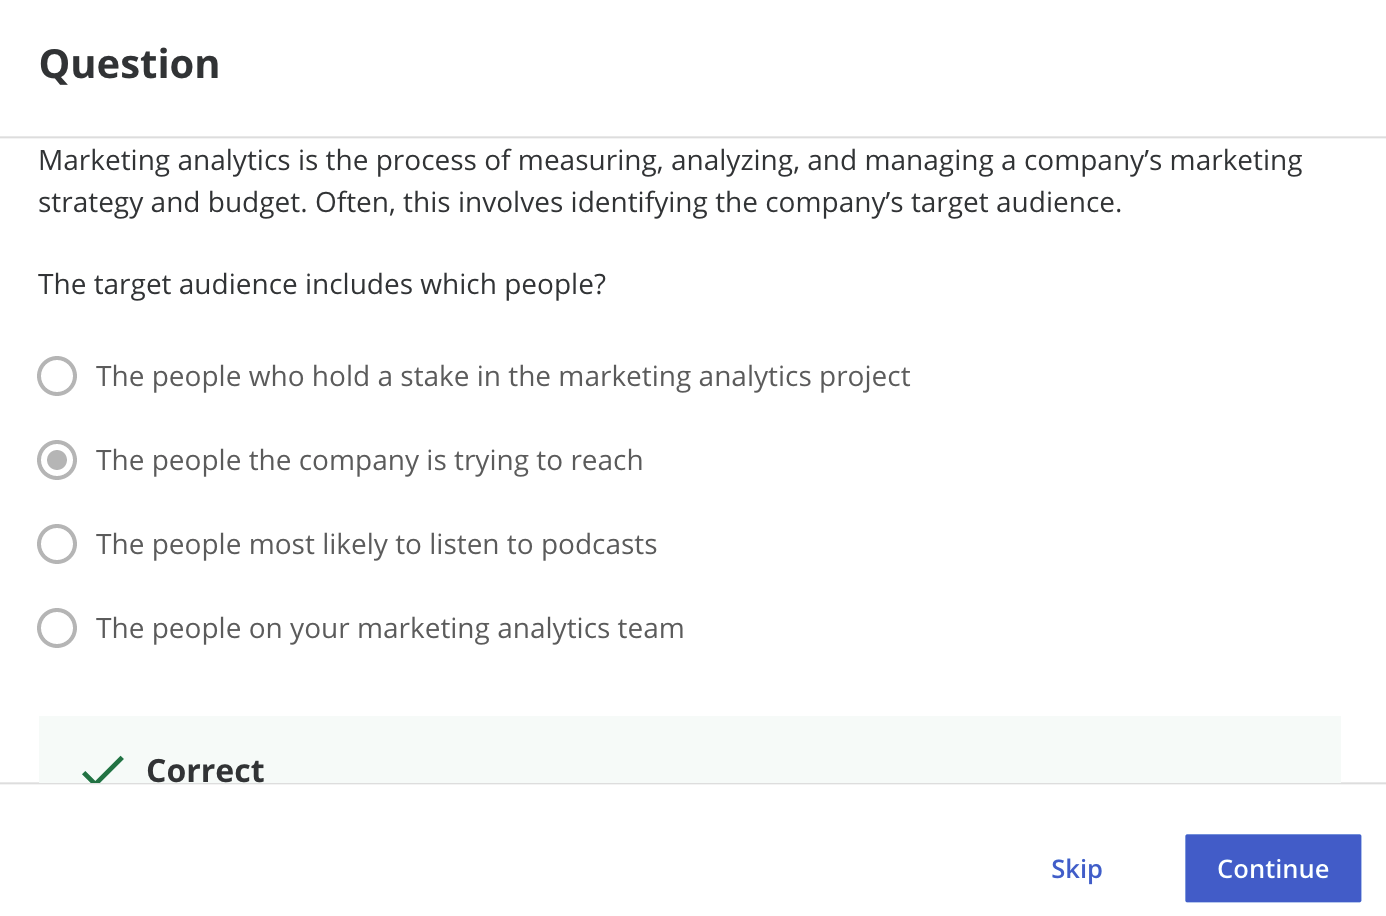 Question
Marketing analytics is the process of measuring, analyzing, and managing a company’s marketing
strategy and budget. Often, this involves identifying the company’s target audience.
The target audience includes which people?
The people who hold a stake in the marketing analytics project
The people the company is trying to reach
The people most likely to listen to podcasts
The people on your marketing analytics team
Correct
Skip
Continue